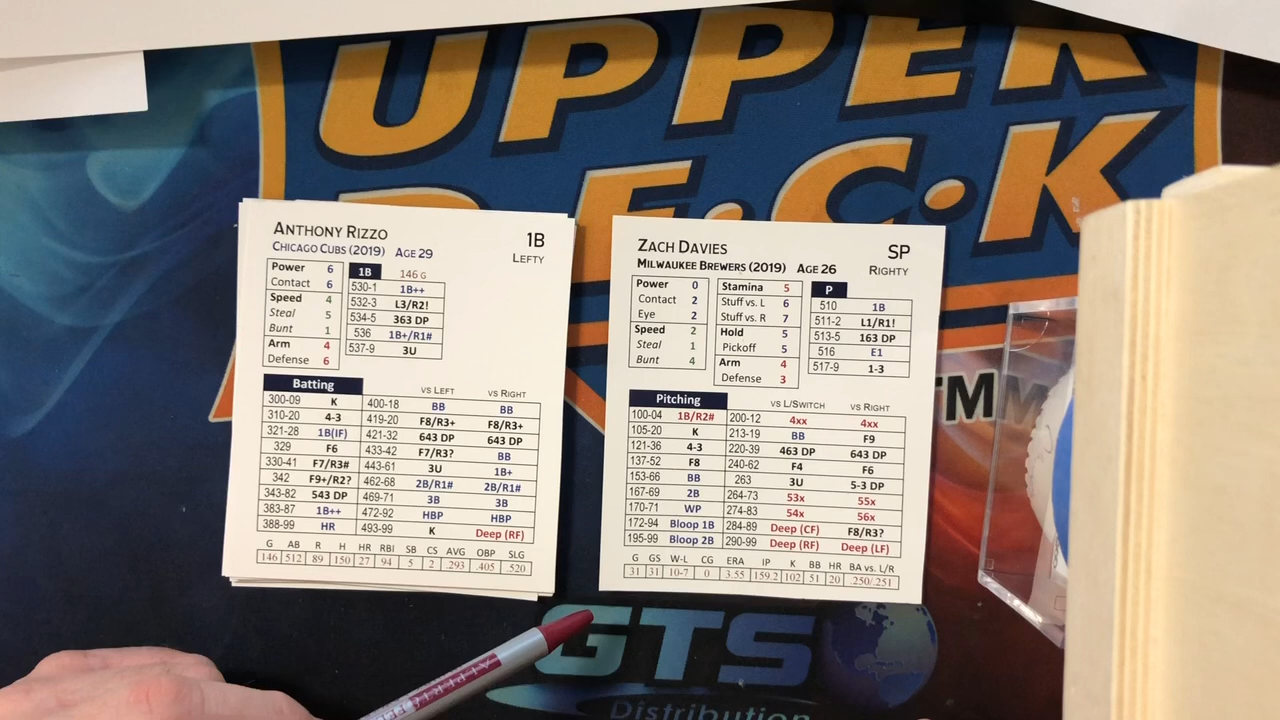 UPPER
D·E·C·K
TM
ANTHONY RIZZO
CHICAGO CUBS (2019) AGE 29
1B
LEFTY
Power 6
Contact 6
Speed 4
Steal 5
Bunt 1
Arm 4
Defense 6
1B 146 G
530-1 1B++
532-3 L3/R2!
534-5 363 DP
536 1B+/R1#
537-9 3U
Batting
300-09 K
310-20 4-3
321-28 1B(IF)
329 F6
330-41 F7/R3#
342 F9+/R2?
343-82 543 DP
383-87 1B++
388-99 HR
VS LEFT VS RIGHT
400-18 BB BB
419-20 F8/R3+ F8/R3+
421-32 643 DP 643 DP
433-42 F7/R3? BB
443-61 3U 1B+
462-68 2B/R1# 2B/R1#
469-71 3B 3B
472-92 HBP HBP
493-99 K Deep (RF)
G AB R H HR RBI SB CS AVG OBP SLG
146 512 89 150 27 94 5 2 .293 .405 .520
ZACH DAVIES
MILWAUKEE BREWERS (2019) AGE 26
SP
RIGHTY
Power 0
Contact 2
Eye 2
Speed 2
Steal 1
Bunt 4
Stamina 5
Stuff vs. L 6
Stuff vs. R 7
Hold 5
Pickoff 5
Arm 4
Defense 3
P
510 1B
511-2 L1/R1!
513-5 163 DP
516 E1
517-9 1-3
Pitching
100-04 1B/R2#
105-20 K
121-36 4-3
137-52 F8
153-66 BB
167-69 2B
170-71 WP
172-94 Bloop 1B
195-99 Bloop 2B
VS L/SWITCH VS RIGHT
200-12 4xx 4xx
213-19 BB F9
220-39 463 DP 643 DP
240-62 F4 F6
263 3U 5-3 DP
264-73 53x 55x
274-83 54x 56x
284-89 Deep (CF) F8/R3?
290-99 Deep (RF) Deep (LF)
G GS W-L CG ERA IP K BB HR BA vs. L/R
31 31 10-7 0 3.55 159.2 102 51 20 .250/.251
GTS
Distribution